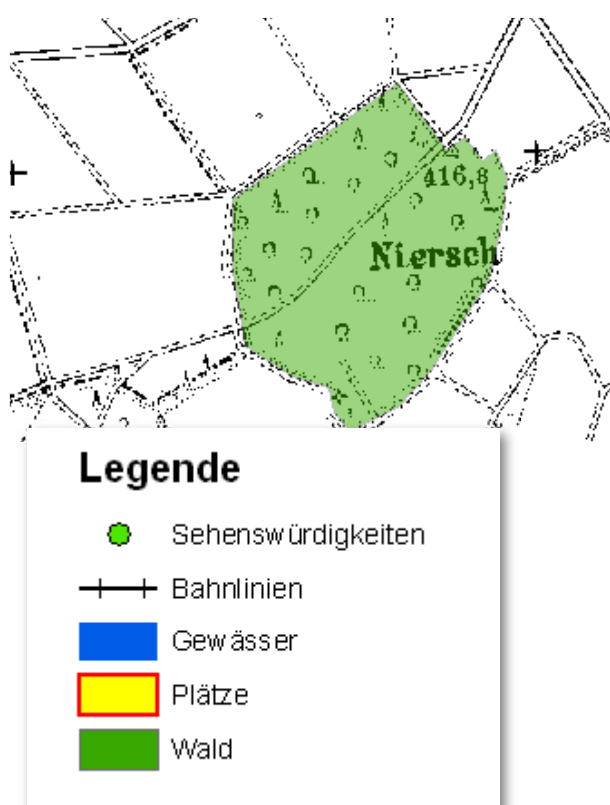 416,8
Niersch
Legende
Sehenswürdigkeiten
Bahnlinien
Gewässer
Plätze
Wald